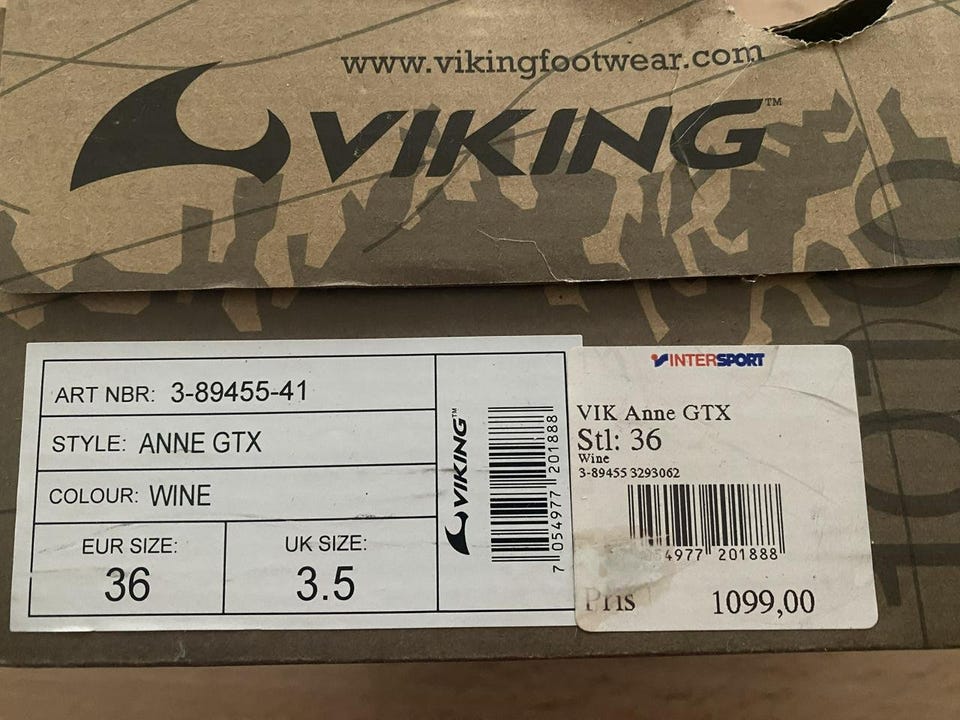 www.vikingfootwear.com
VIKING™
ART NBR: 3-89455-41
STYLE: ANNE GTX
COLOUR: WINE
EUR SIZE:
36
UK SIZE:
3.5
VIKING™
7 054977 201888
INTERSPORT
VIK Anne GTX
Stl: 36
Wine
3-89455 3293062
54977 201888
Pris 1099,00